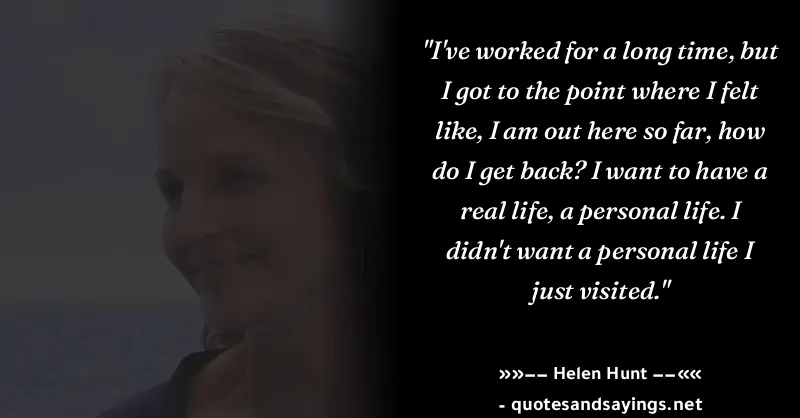 "I've worked for a long time, but
I got to the point where I felt
like, I am out here so far, how
do I get back? I want to have a
real life, a personal life. I
didn't want a personal life I
just visited."
»»−− Helen Hunt −−««
- quotesandsayings.net